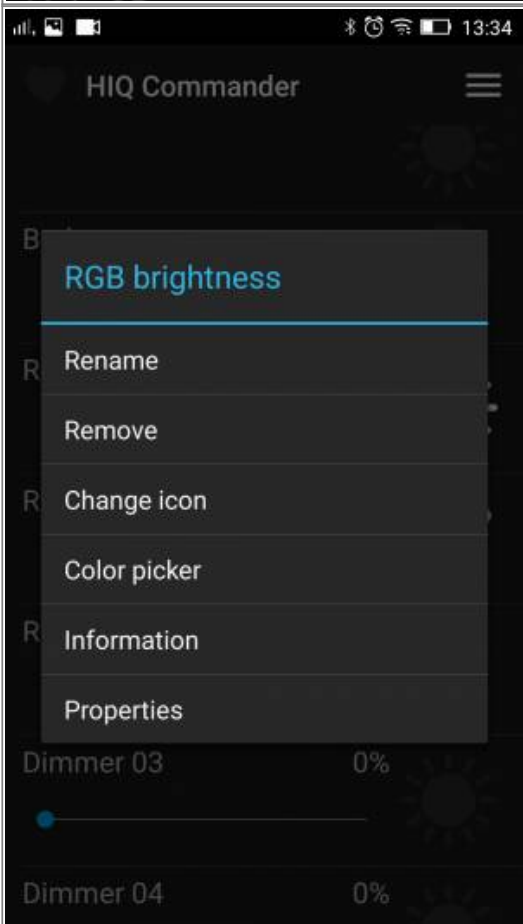 13:34
HIQ Commander
B
RGB brightness
R
Rename
Remove
R
Change icon
Color picker
R
Information
Properties
Dimmer 03 0%
Dimmer 04 0%